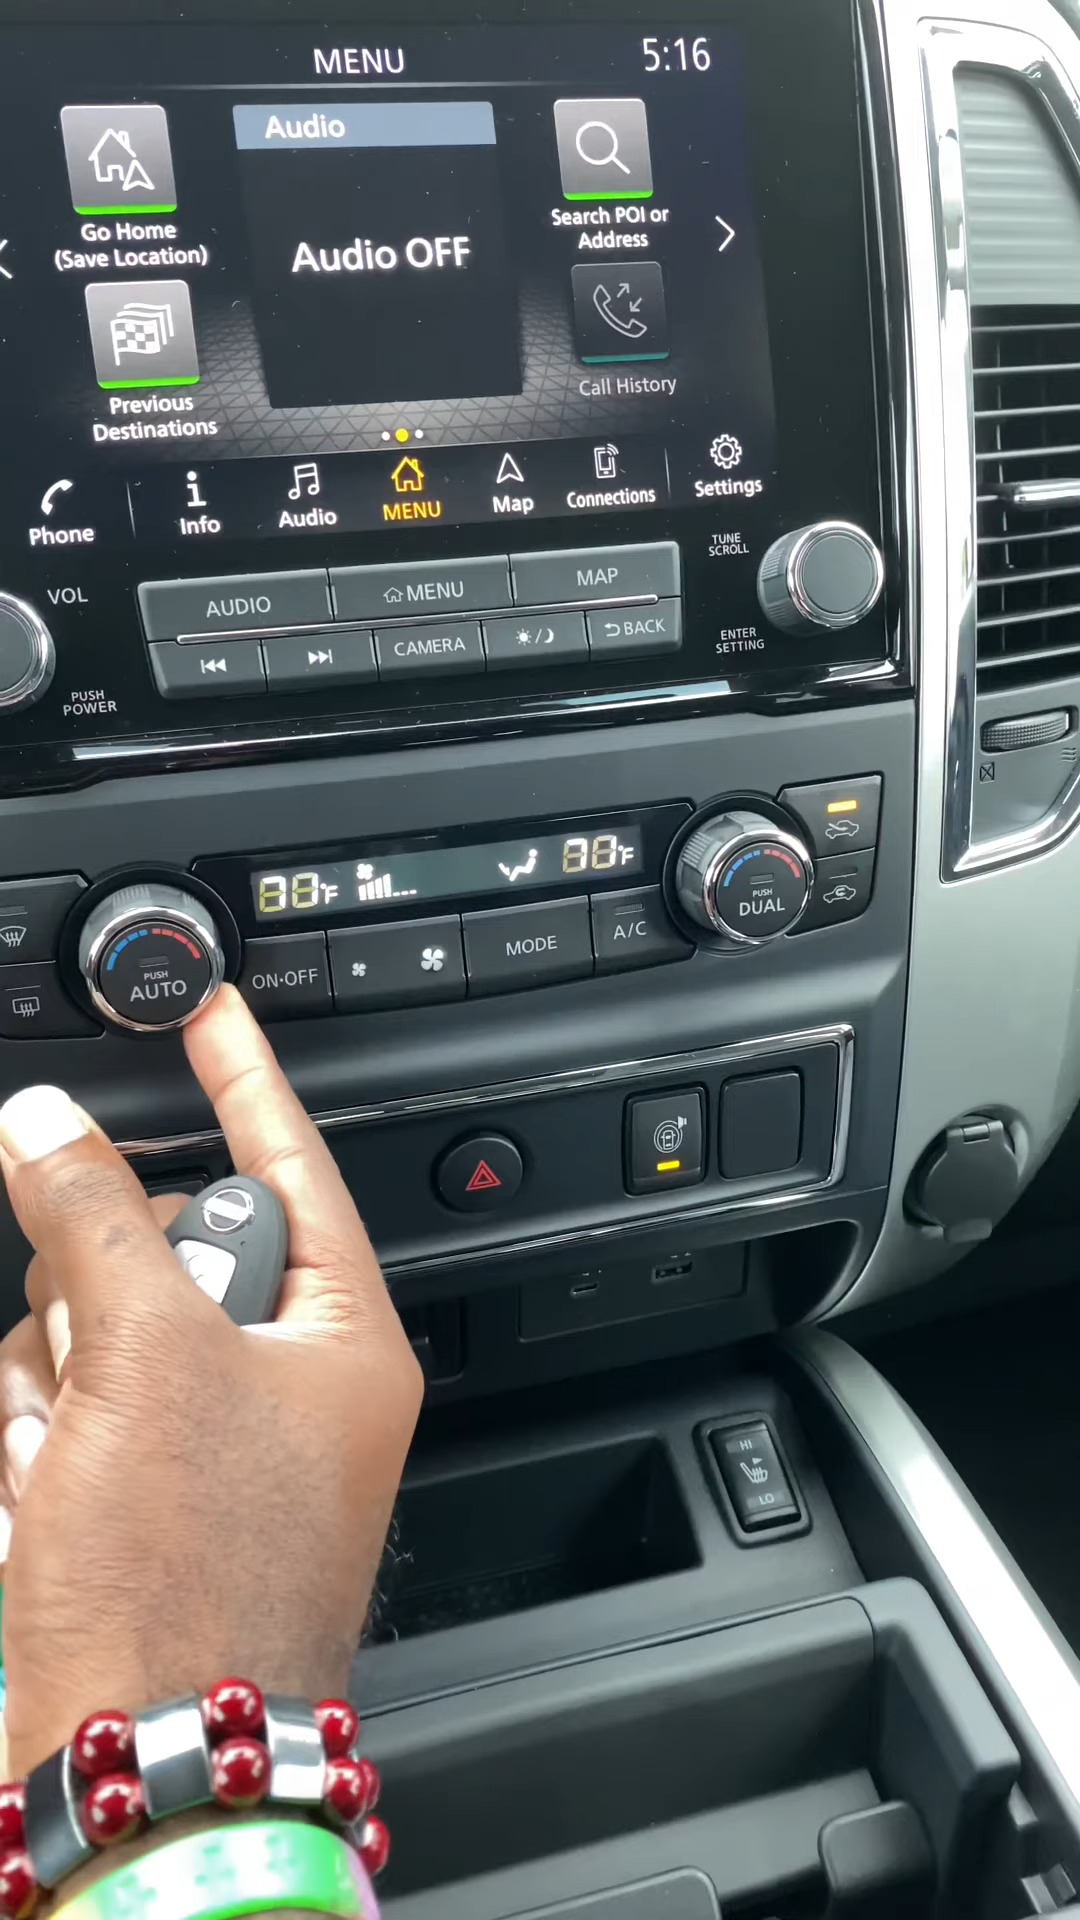 MENU
5:16
Go Home
(Save Location)
Audio
Audio OFF
Search POI or
Address
Previous
Destinations
Call History
Phone
Info
Audio
MENU
Map
Connections
Settings
VOL
PUSH
POWER
AUDIO
MENU
MAP
CAMERA
BACK
TUNE
SCROLL
ENTER
SETTING
°F
°F
PUSH
AUTO
ON•OFF
MODE
A/C
PUSH
DUAL
HI
LO